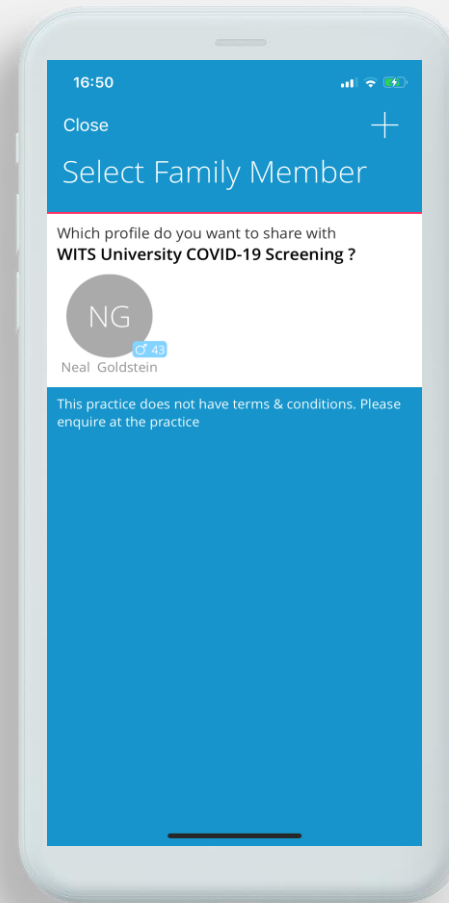 16:50
Close
Select Family Member
Which profile do you want to share with
WITS University COVID-19 Screening ?
NG
43
Neal Goldstein
This practice does not have terms & conditions. Please
enquire at the practice